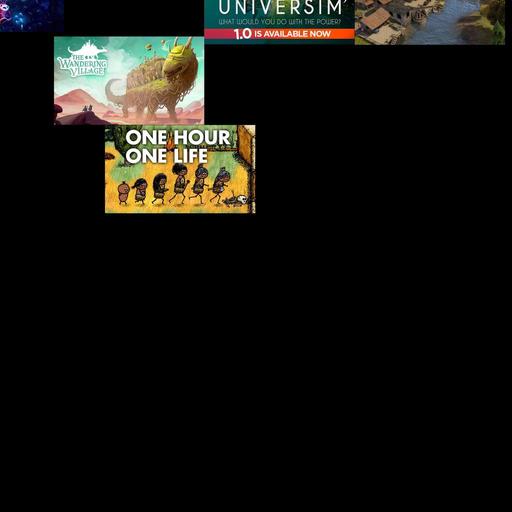 UNIVERSIM
WHAT WOULD YOU DO WITH THE POWER?
1.0 IS AVAILABLE NOW
THE
WANDERING
VILLAGE
ONE HOUR
ONE LIFE